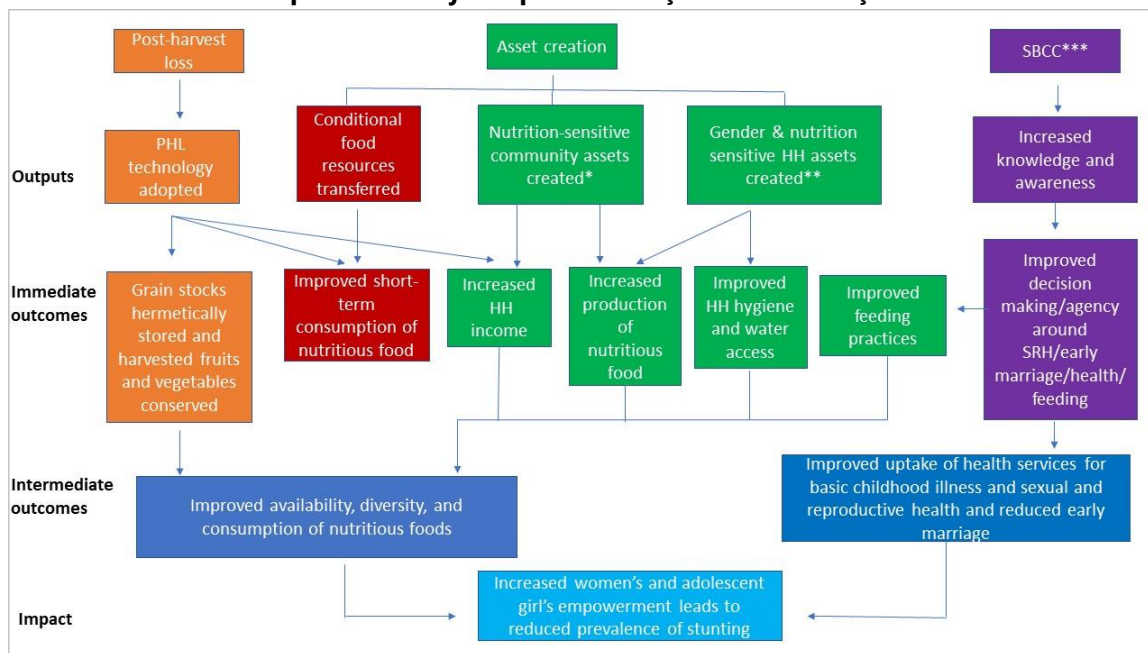 Post-harvest
loss
Asset creation
SBCC***
Outputs
PHL
technology
adopted
Conditional
food
resources
transferred
Nutrition-sensitive
community assets
created*
Gender & nutrition
sensitive HH assets
created**
Increased
knowledge and
awareness
Immediate
outcomes
Grain stocks
hermetically
stored and
harvested fruits
and vegetables
conserved
Improved short-
term
consumption of
nutritious food
Increased
HH
income
Increased
production
of
nutritious
food
Improved
HH hygiene
and water
access
Improved
feeding
practices
Improved
decision
making/agency
around
SRH/early
marriage/health/
feeding
Intermediate
outcomes
Improved availability, diversity, and
consumption of nutritious foods
Improved uptake of health services for
basic childhood illness and sexual and
reproductive health and reduced early
marriage
Impact
Increased women's and adolescent
girl's empowerment leads to
reduced prevalence of stunting